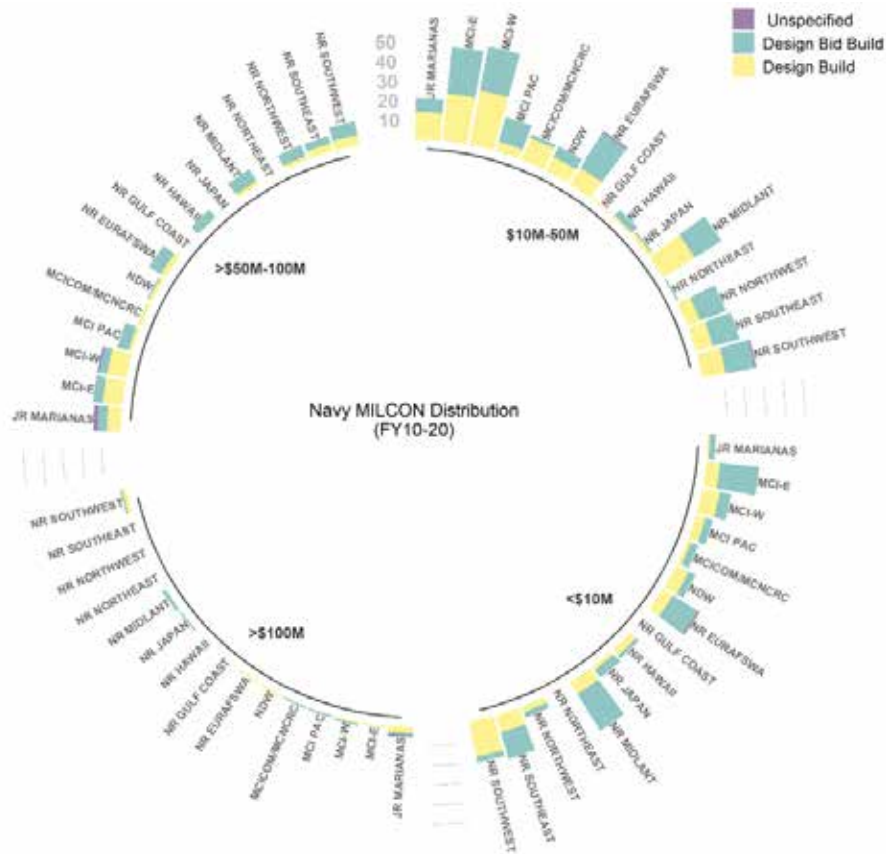 Unspecified
Design Bid Build
Design Build
50
40
30
20
10
JR MARIANAS
MCI-E
MCI-W
MCI PAC
MCICOM/MCNCRC
NDW
NR EURAFSWA
NR GULF COAST
NR HAWAII
NR JAPAN
NR MIDLANT
NR NORTHEAST
NR NORTHWEST
NR SOUTHEAST
NR SOUTHWEST
$10M-50M
JR MARIANAS
MCI-E
MCI-W
MCI PAC
MCICOM/MCNCRC
NDW
NR EURAFSWA
NR GULF COAST
NR HAWAII
NR JAPAN
NR MIDLANT
NR NORTHEAST
NR NORTHWEST
NR SOUTHEAST
NR SOUTHWEST
<$10M
JR MARIANAS
MCI-E
MCI-W
MCI PAC
MCICOM/MCNCRC
NDW
NR EURAFSWA
NR GULF COAST
NR HAWAII
NR JAPAN
NR MIDLANT
NR NORTHEAST
NR NORTHWEST
NR SOUTHEAST
NR SOUTHWEST
>$100M
JR MARIANAS
MCI-E
MCI-W
MCI PAC
MCICOM/MCNCRC
NDW
NR EURAFSWA
NR GULF COAST
NR HAWAII
NR JAPAN
NR MIDLANT
NR NORTHEAST
NR NORTHWEST
NR SOUTHEAST
NR SOUTHWEST
>$50M-100M
Navy MILCON Distribution
(FY10-20)